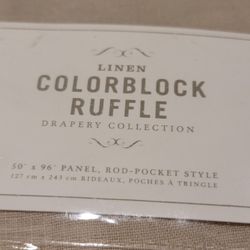 LINEN
COLORBLOCK
RUFFLE
DRAPERY COLLECTION
50" x 96" PANEL, ROD-POCKET STYLE
127 cm x 243 cm RIDEAUX, POCHES À TRINGLE